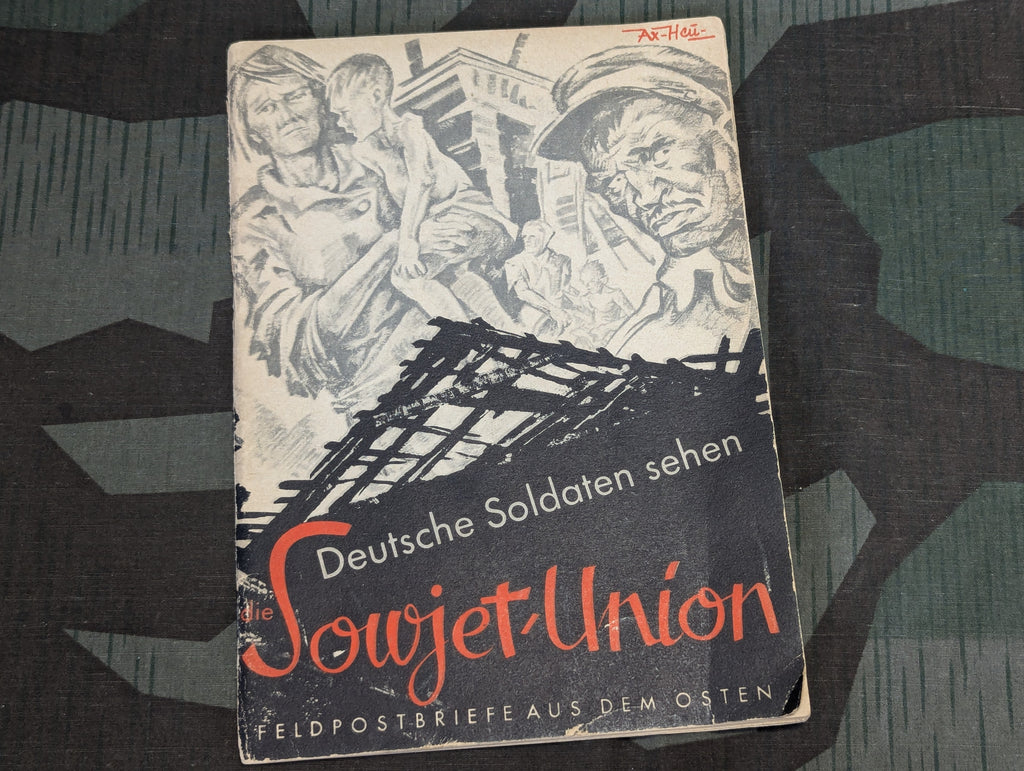 Ax-Heu-
Deutsche Soldaten sehen
die Sowjet-Union
FELDPOSTBRIEFE AUS DEM OSTEN